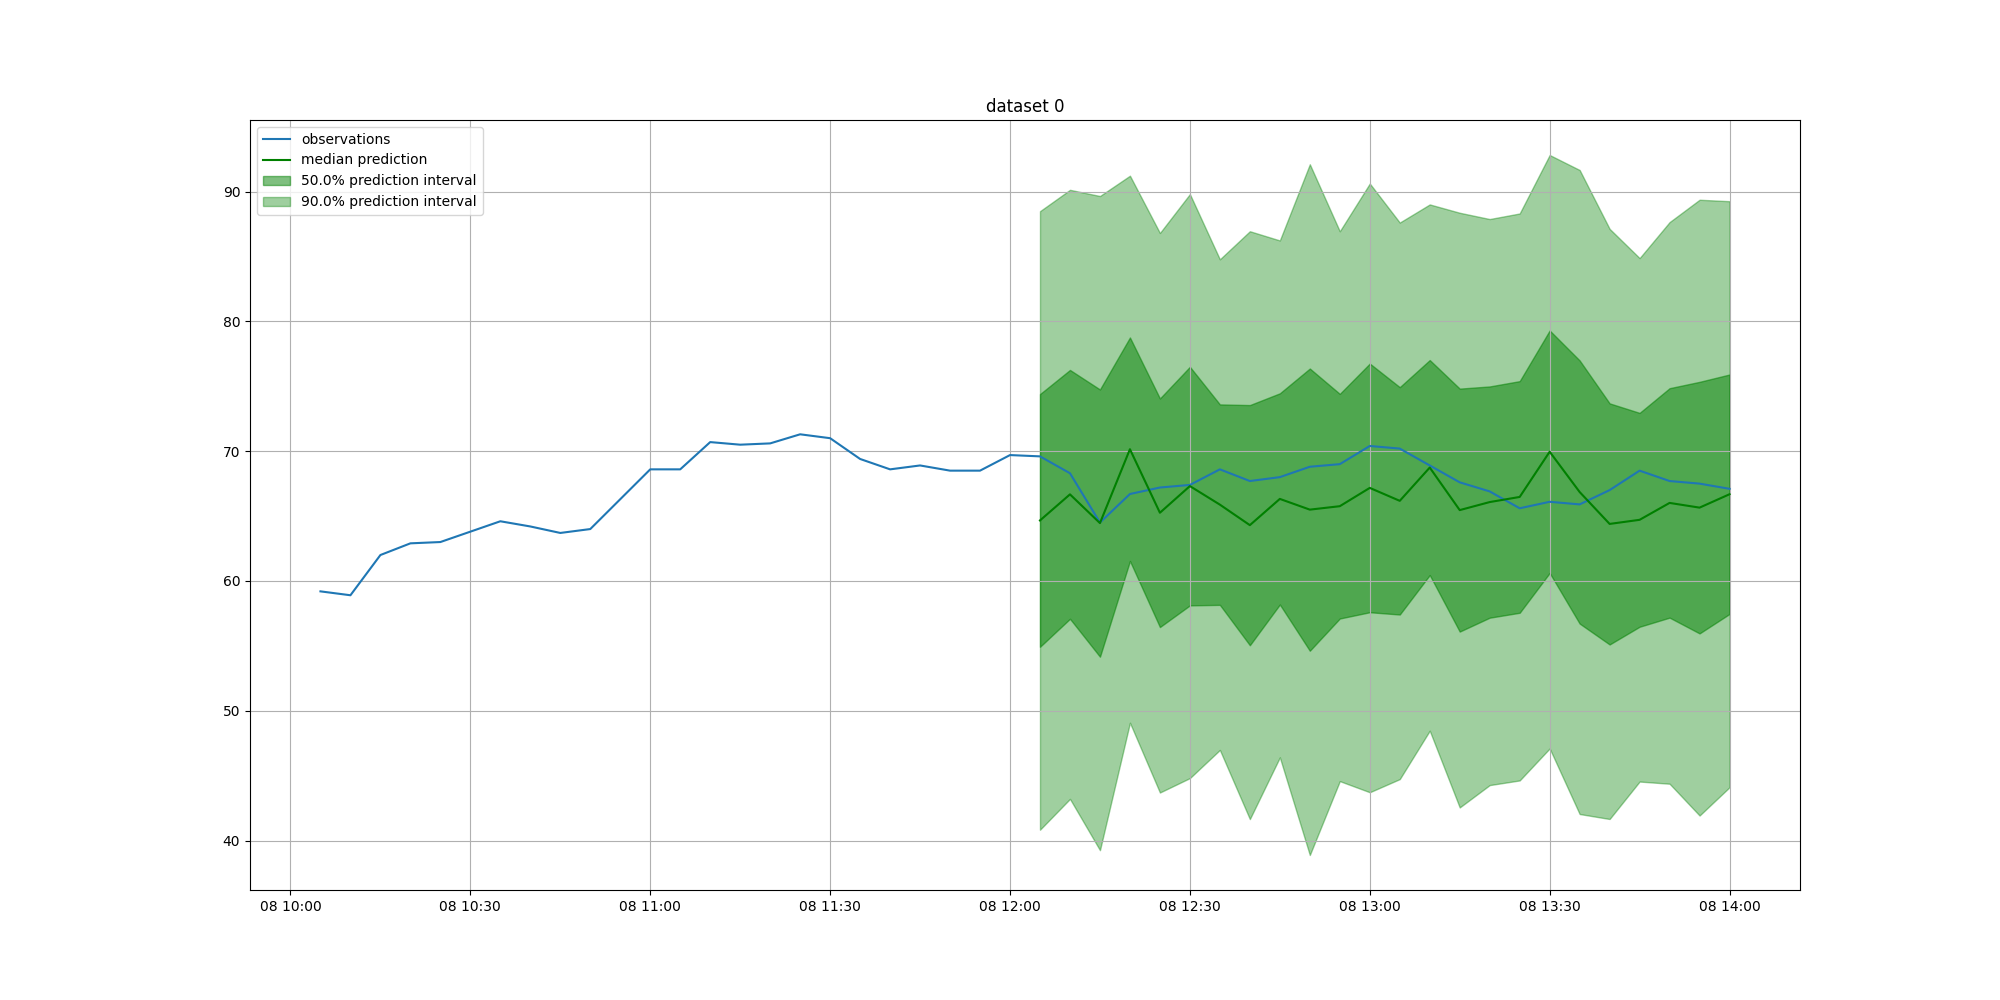 dataset 0
observations
median prediction
50.0% prediction interval
90.0% prediction interval
90
80
70
60
50
40
08 10:00 08 10:30 08 11:00 08 11:30 08 12:00 08 12:30 08 13:00 08 13:30 08 14:00